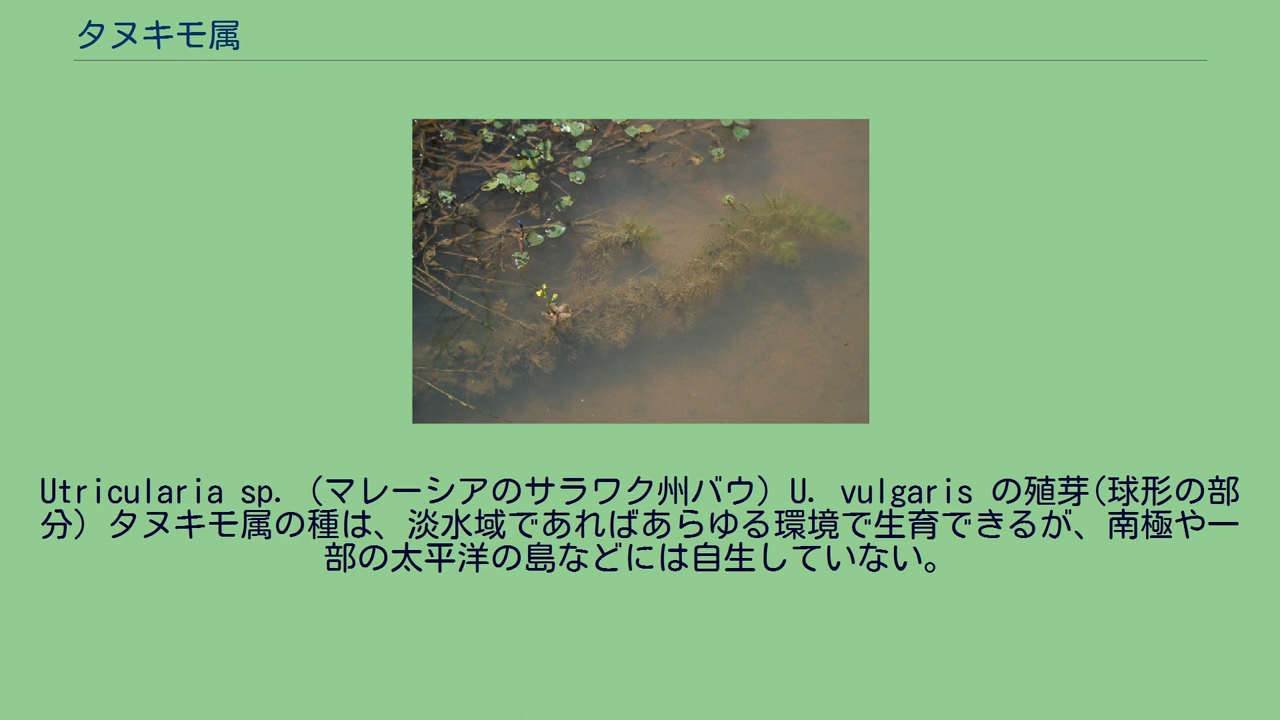 タヌキモ属
Utricularia sp. (マレーシアのサラワク州バウ) U. vulgaris の殖芽(球形の部
分) タヌキモ属の種は、淡水域であればあらゆる環境で生育できるが、南極や一
部の太平洋の島などには自生していない。